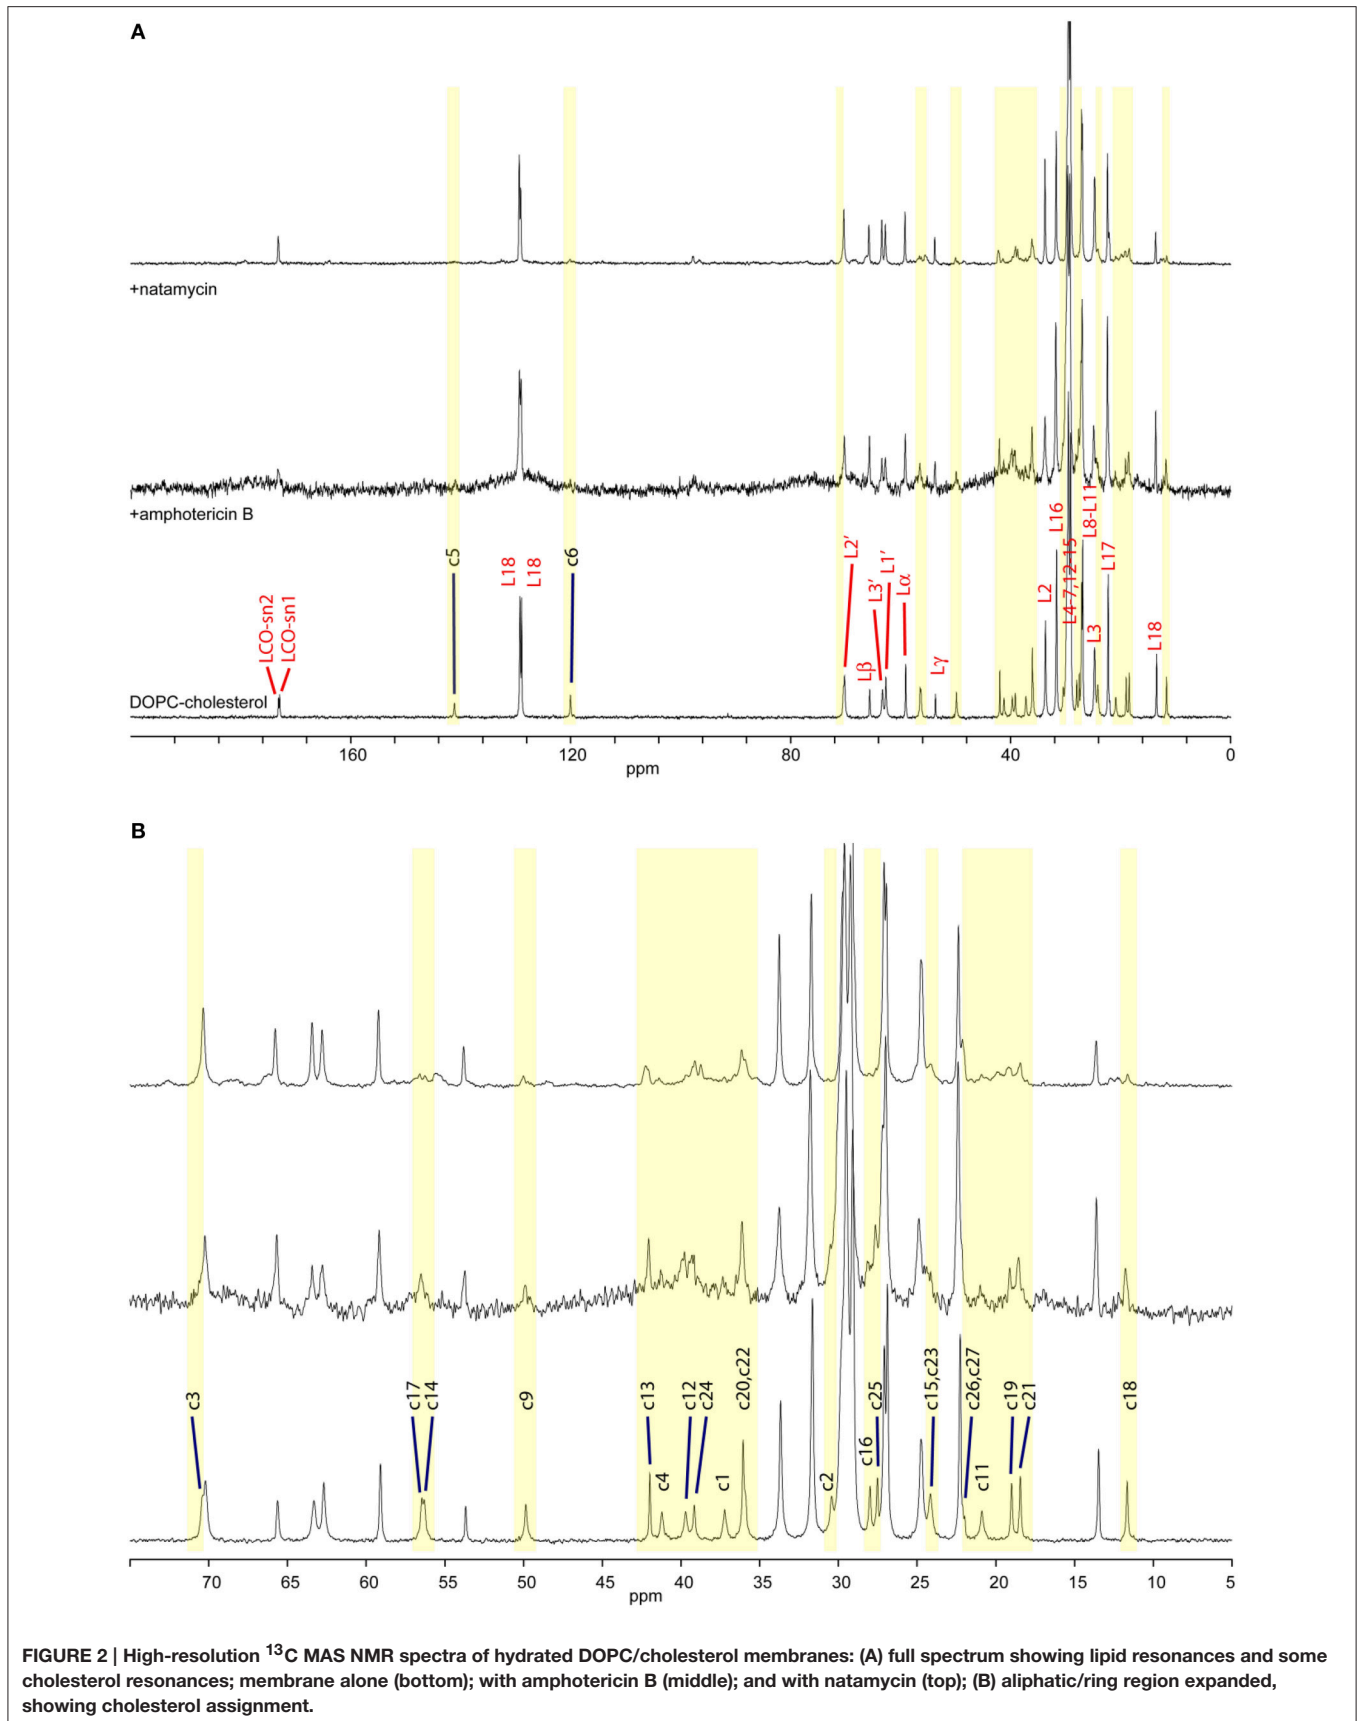 A
+natamycin
+amphotericin B
DOPC-cholesterol
LCO-sn2
LCO-sn1
c5
L18
L18
c6
L2′
Lβ
L3′
L1′
Lα
Lγ
L2
L16
L4-7,12-15
L8-L11
L3
L17
L18
160
120
80
40
0
ppm
B
c3
c17
c14
c9
c13
c4
c12
c24
c1
c20,c22
c2
c16
c25
c15,c23
c26,c27
c11
c19
c21
c18
70
65
60
55
50
45
40
35
30
25
20
15
10
5
ppm
FIGURE 2 | High-resolution ¹³C MAS NMR spectra of hydrated DOPC/cholesterol membranes: (A) full spectrum showing lipid resonances and some
cholesterol resonances; membrane alone (bottom); with amphotericin B (middle); and with natamycin (top); (B) aliphatic/ring region expanded,
showing cholesterol assignment.